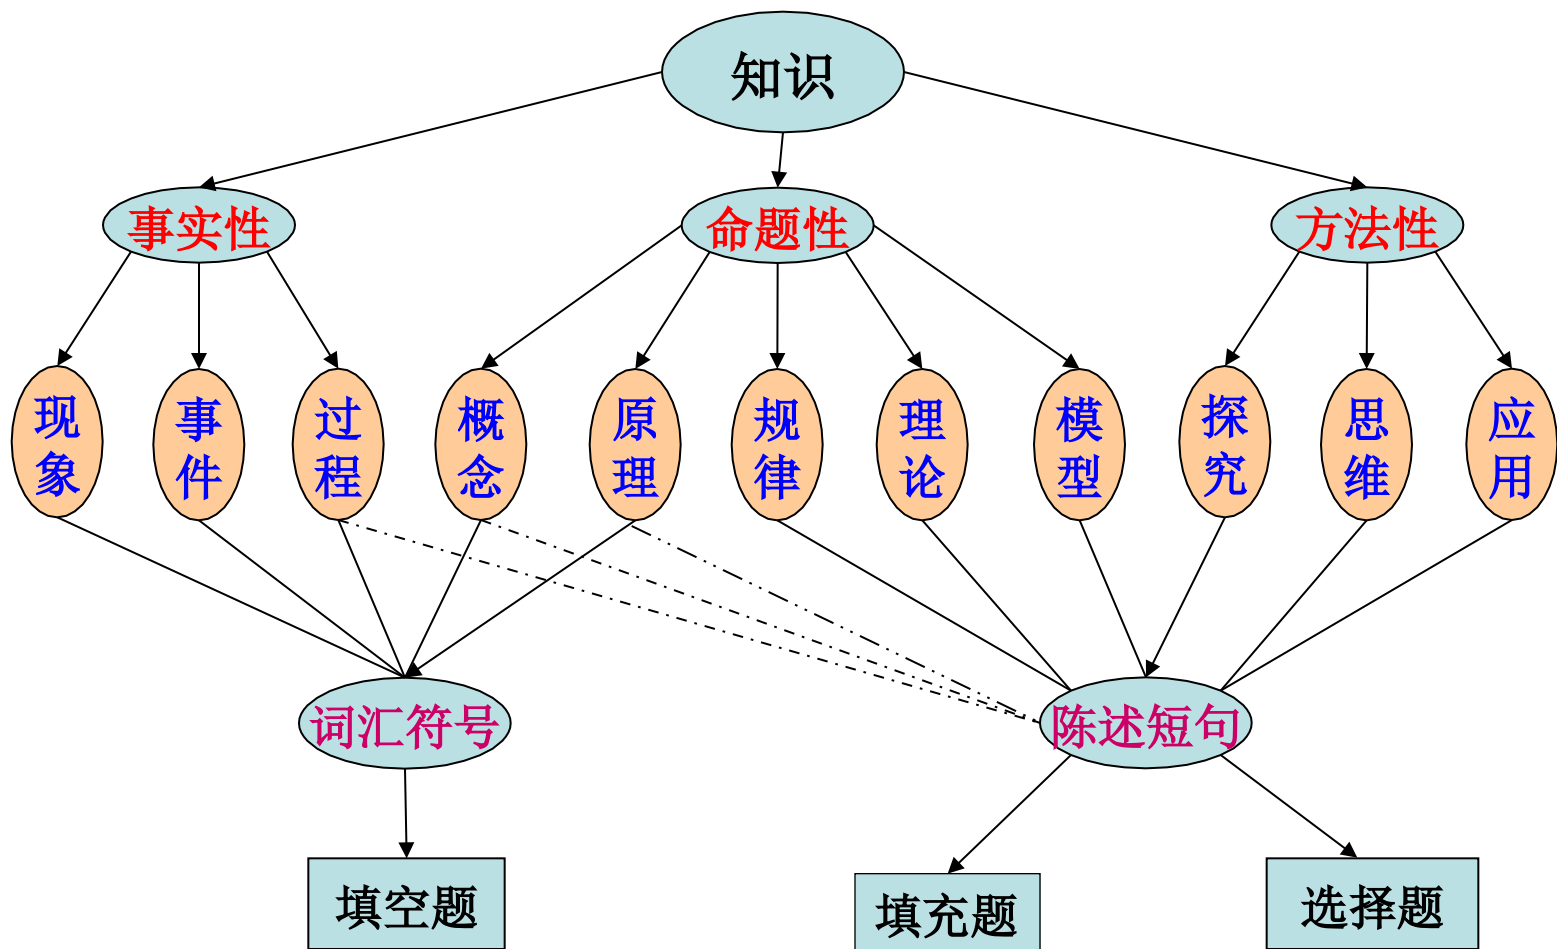 知识
事实性
命题性
方法性
现
象
事
件
过
程
概
念
原
理
规
律
理
论
模
型
探
究
思
维
应
用
词汇符号
陈述短句
填空题
填充题
选择题